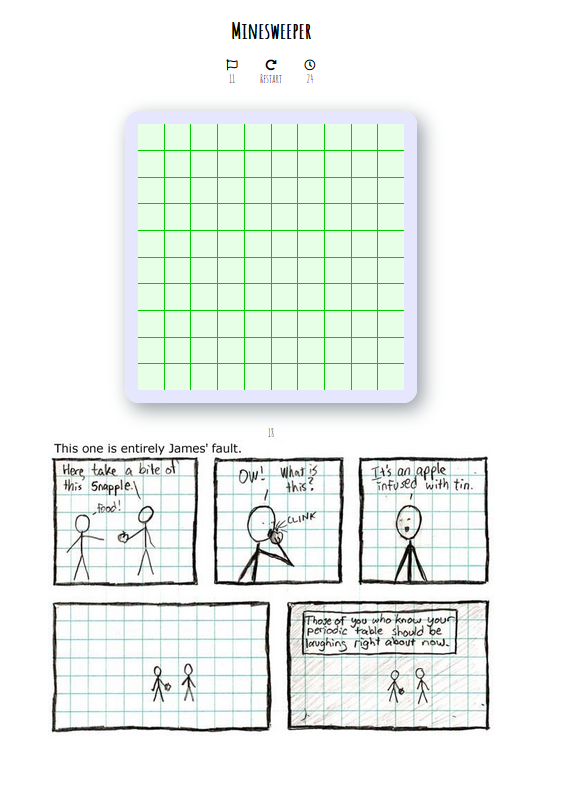 Minesweeper
11 Restart 24
18
This one is entirely James' fault.
Here, take a bite of
this Snapple.
food!
OW! What is
this?
CLINK
It's an apple
infused with tin.
Those of you who know your
periodic table should be
laughing right about now.